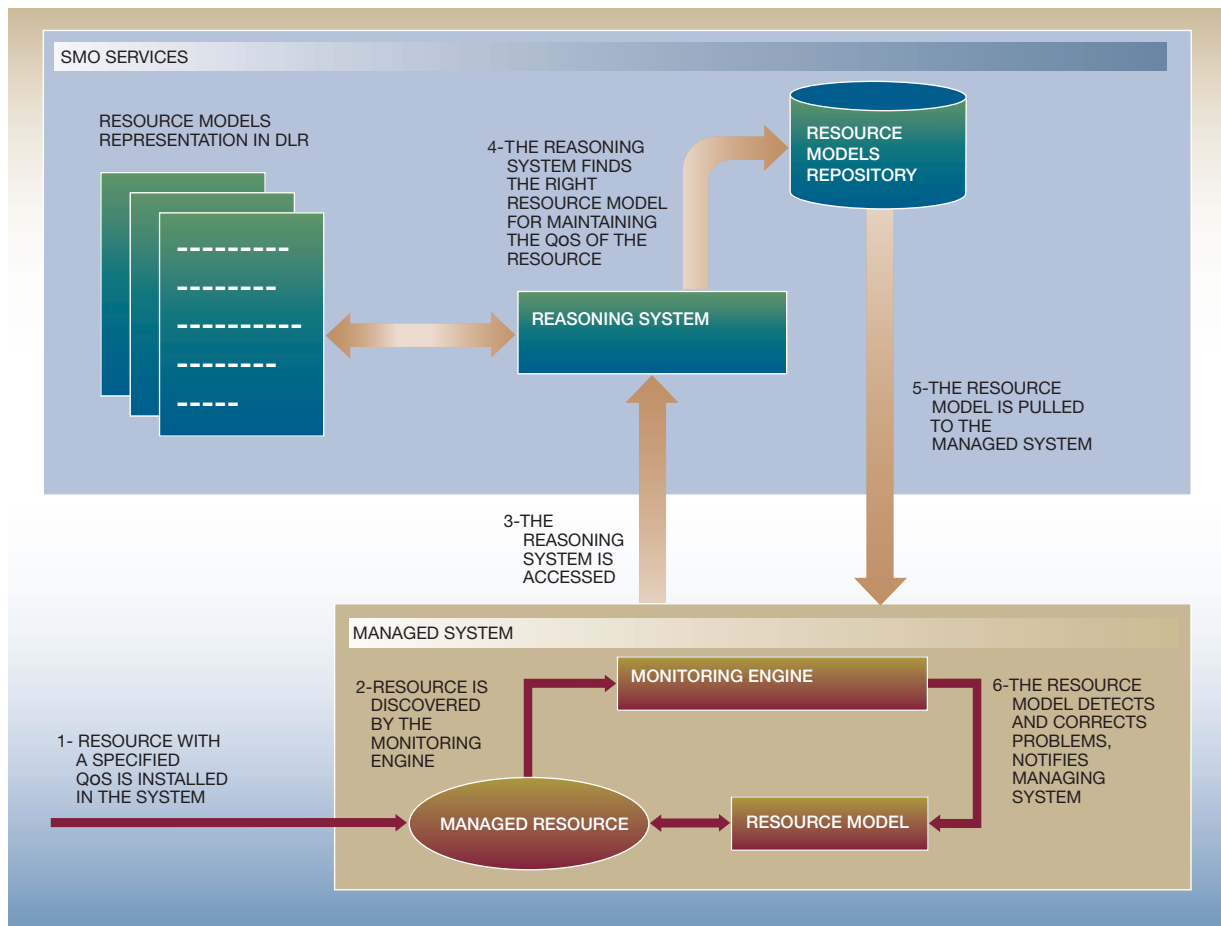 SMO SERVICES
RESOURCE MODELS
REPRESENTATION IN DLR
4-THE REASONING
SYSTEM FINDS
THE RIGHT
RESOURCE MODEL
FOR MAINTAINING
THE QoS OF THE
RESOURCE
RESOURCE
MODELS
REPOSITORY
REASONING SYSTEM
5-THE RESOURCE
MODEL IS PULLED
TO THE
MANAGED SYSTEM
3-THE
REASONING
SYSTEM IS
ACCESSED
MANAGED SYSTEM
2-RESOURCE IS
DISCOVERED
BY THE
MONITORING
ENGINE
MONITORING ENGINE
6-THE RESOURCE
MODEL DETECTS
AND CORRECTS
PROBLEMS,
NOTIFIES
MANAGING
SYSTEM
1- RESOURCE WITH
A SPECIFIED
QoS IS INSTALLED
IN THE SYSTEM
MANAGED RESOURCE
RESOURCE MODEL